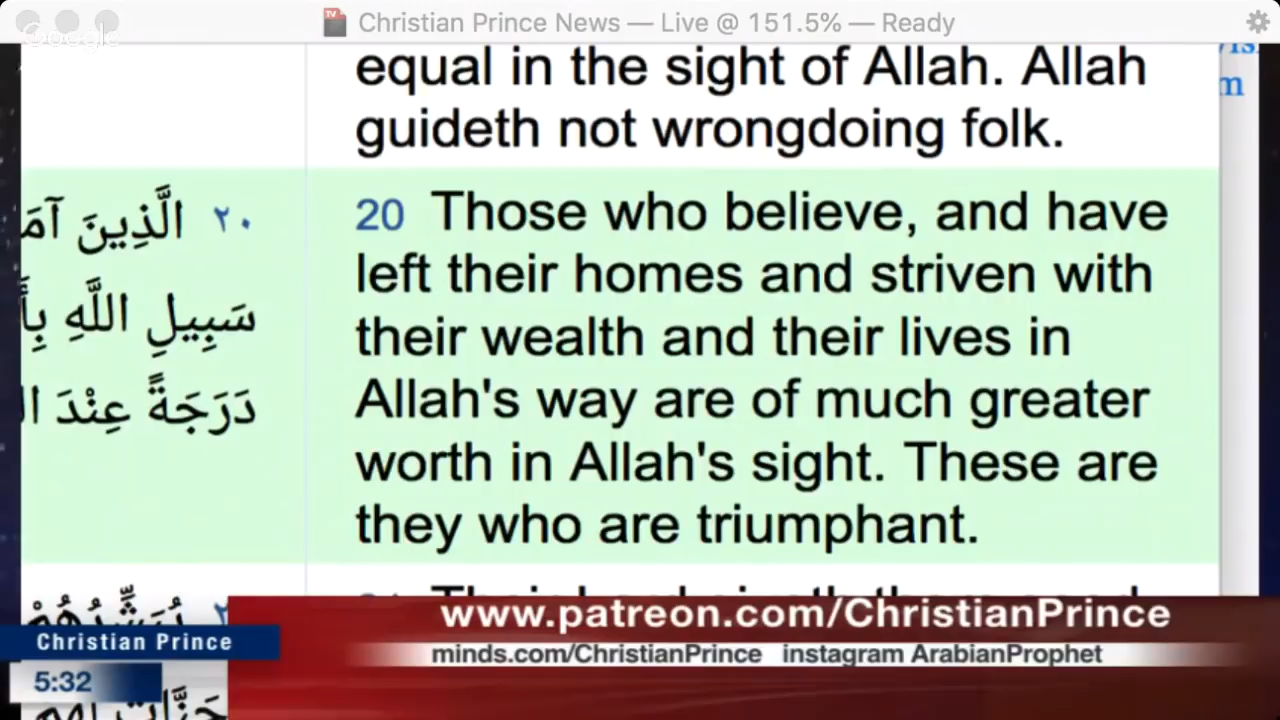 Christian Prince News — Live @ 151.5% — Ready
Google
equal in the sight of Allah. Allah
guideth not wrongdoing folk.
20 Those who believe, and have
left their homes and striven with
their wealth and their lives in
Allah's way are of much greater
worth in Allah's sight. These are
they who are triumphant.
٢٠ الَّذِينَ آمَ
سَبِيلِ اللَّهِ بِأَ
دَرَجَةً عِنْدَ ا
www.patreon.com/ChristianPrince
minds.com/ChristianPrince instagram ArabianProphet
Christian Prince
5:32